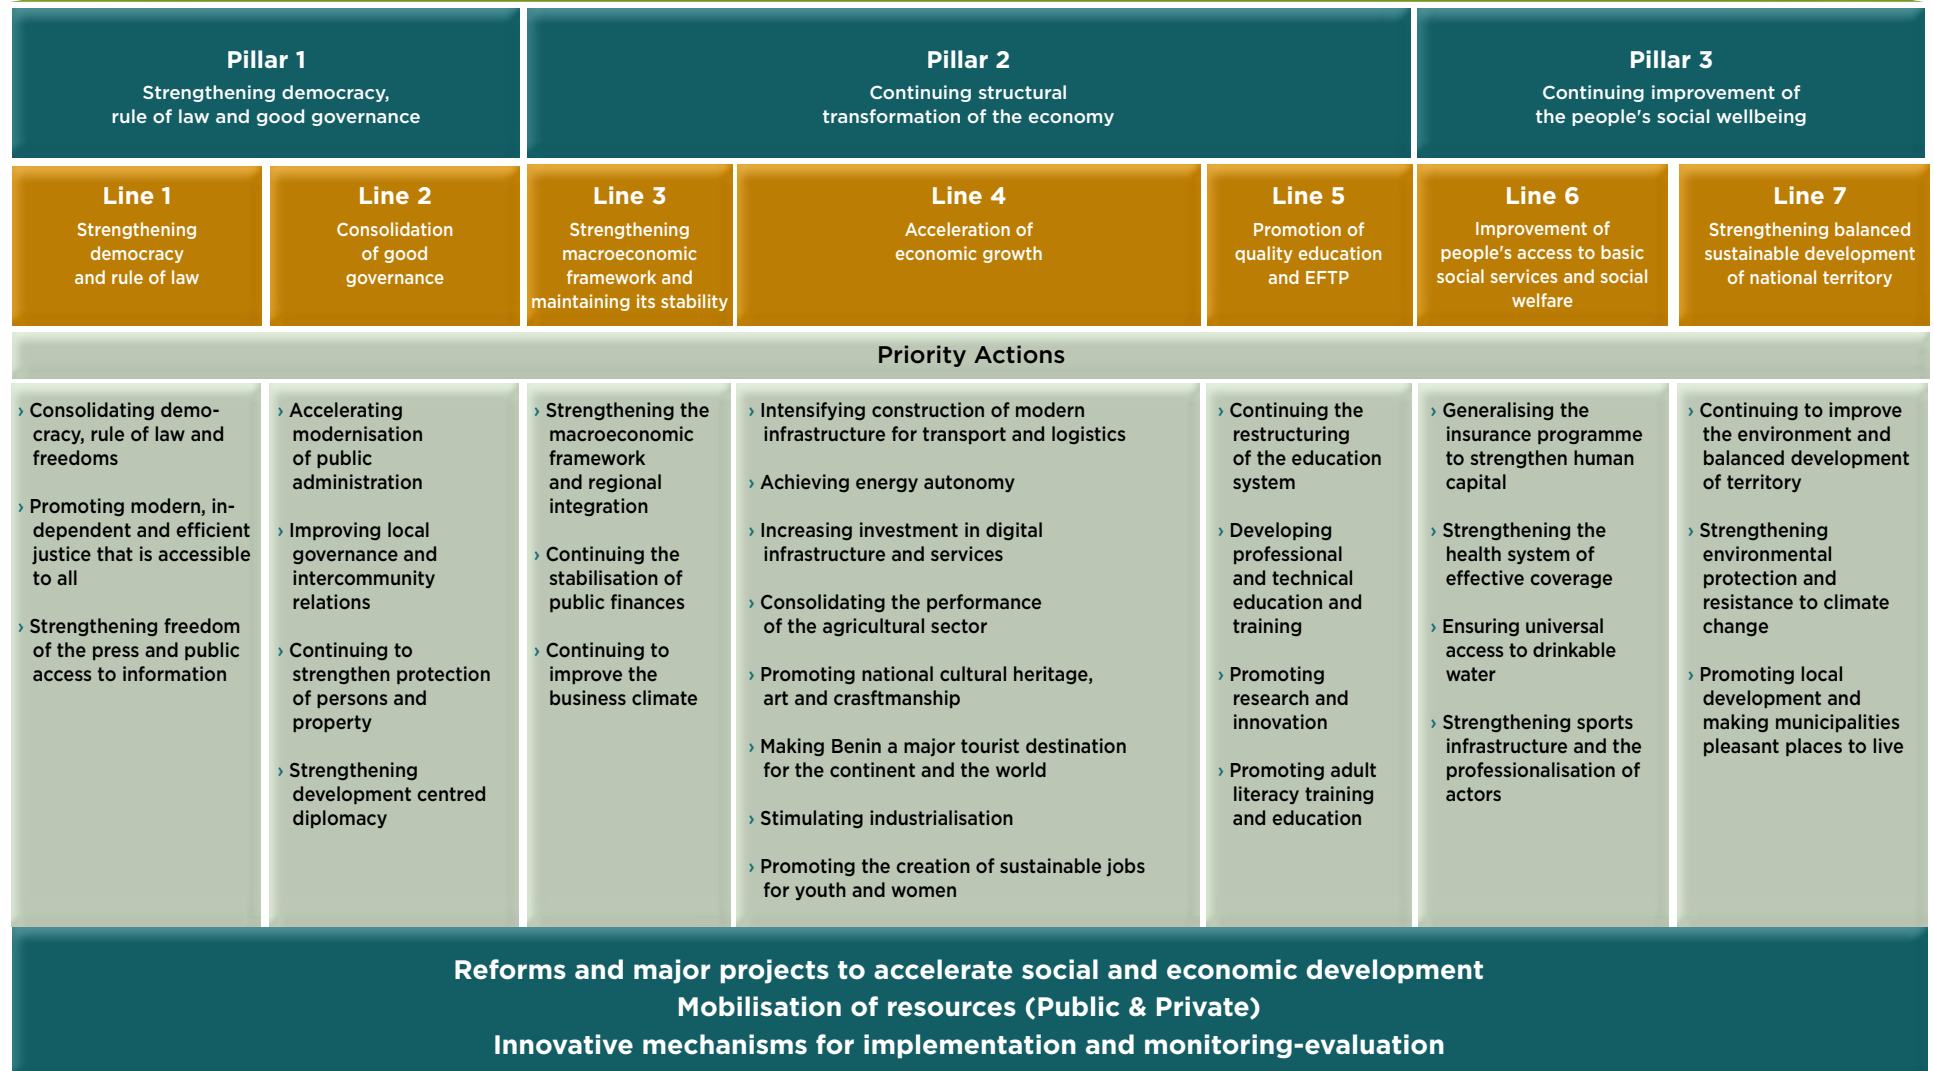 Pillar 1
Strengthening democracy,
rule of law and good governance
Pillar 2
Continuing structural
transformation of the economy
Pillar 3
Continuing improvement of
the people's social wellbeing
Line 1
Strengthening
democracy
and rule of law
Line 2
Consolidation
of good
governance
Line 3
Strengthening
macroeconomic
framework and
maintaining its stability
Line 4
Acceleration of
economic growth
Line 5
Promotion of
quality education
and EFTP
Line 6
Improvement of
people's access to basic
social services and social
welfare
Line 7
Strengthening balanced
sustainable development
of national territory
Priority Actions
› Consolidating demo-
cracy, rule of law and
freedoms
› Promoting modern, in-
dependent and efficient
justice that is accessible
to all
› Strengthening freedom
of the press and public
access to information
› Accelerating
modernisation
of public
administration
› Improving local
governance and
intercommunity
relations
› Continuing to
strengthen protection
of persons and
property
› Strengthening
development centred
diplomacy
› Strengthening the
macroeconomic
framework
and regional
integration
› Continuing the
stabilisation of
public finances
› Continuing to
improve the
business climate
› Intensifying construction of modern
infrastructure for transport and logistics
› Achieving energy autonomy
› Increasing investment in digital
infrastructure and services
› Consolidating the performance
of the agricultural sector
› Promoting national cultural heritage,
art and crasftmanship
› Making Benin a major tourist destination
for the continent and the world
› Stimulating industrialisation
› Promoting the creation of sustainable jobs
for youth and women
› Continuing the
restructuring
of the education
system
› Developing
professional
and technical
education and
training
› Promoting
research and
innovation
› Promoting adult
literacy training
and education
› Generalising the
insurance programme
to strengthen human
capital
› Strengthening the
health system of
effective coverage
› Ensuring universal
access to drinkable
water
› Strengthening sports
infrastructure and the
professionalisation of
actors
› Continuing to improve
the environment and
balanced development
of territory
› Strengthening
environmental
protection and
resistance to climate
change
› Promoting local
development and
making municipalities
pleasant places to live
Reforms and major projects to accelerate social and economic development
Mobilisation of resources (Public & Private)
Innovative mechanisms for implementation and monitoring-evaluation